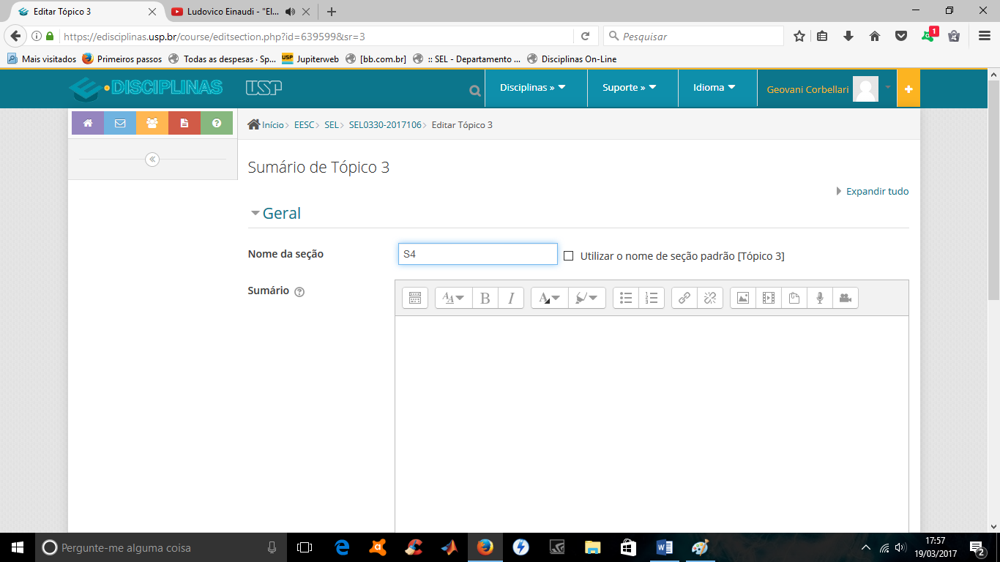 Editar Tópico 3
Ludovico Einaudi - "El...
https://edisciplinas.usp.br/course/editsection.php?id=639599&sr=3
Pesquisar
1
Mais visitados
Primeiros passos
Todas as despesas · Sp...
USP Jupiterweb
[bb.com.br]
:: SEL - Departamento ...
Disciplinas On-Line
e-DISCIPLINAS
USP
Disciplinas »
Suporte »
Idioma
Geovani Corbellari
Início
EESC
SEL
SEL0330-2017106
Editar Tópico 3
Sumário de Tópico 3
Expandir tudo
Geral
Nome da seção
S4
Utilizar o nome de seção padrão [Tópico 3]
Sumário
Pergunte-me alguma coisa
17:57
19/03/2017
2